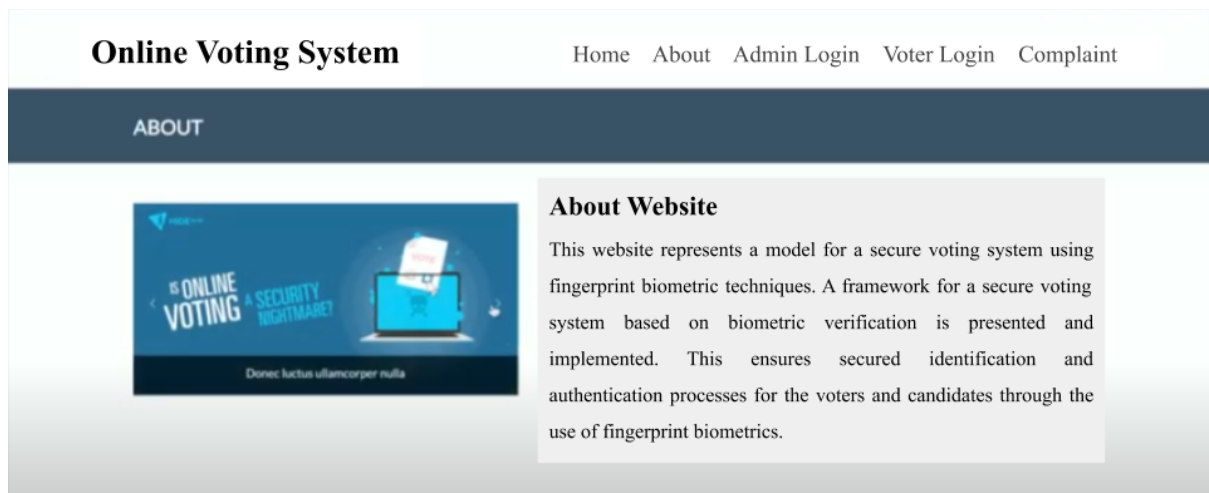 Online Voting System
Home About Admin Login Voter Login Complaint
ABOUT
IS ONLINE
VOTING
A SECURITY
NIGHTMARE?
VOTE
Donec luctus ullamcorper nulla
About Website
This website represents a model for a secure voting system using
fingerprint biometric techniques. A framework for a secure voting
system based on biometric verification is presented and
implemented. This ensures secured identification and
authentication processes for the voters and candidates through the
use of fingerprint biometrics.